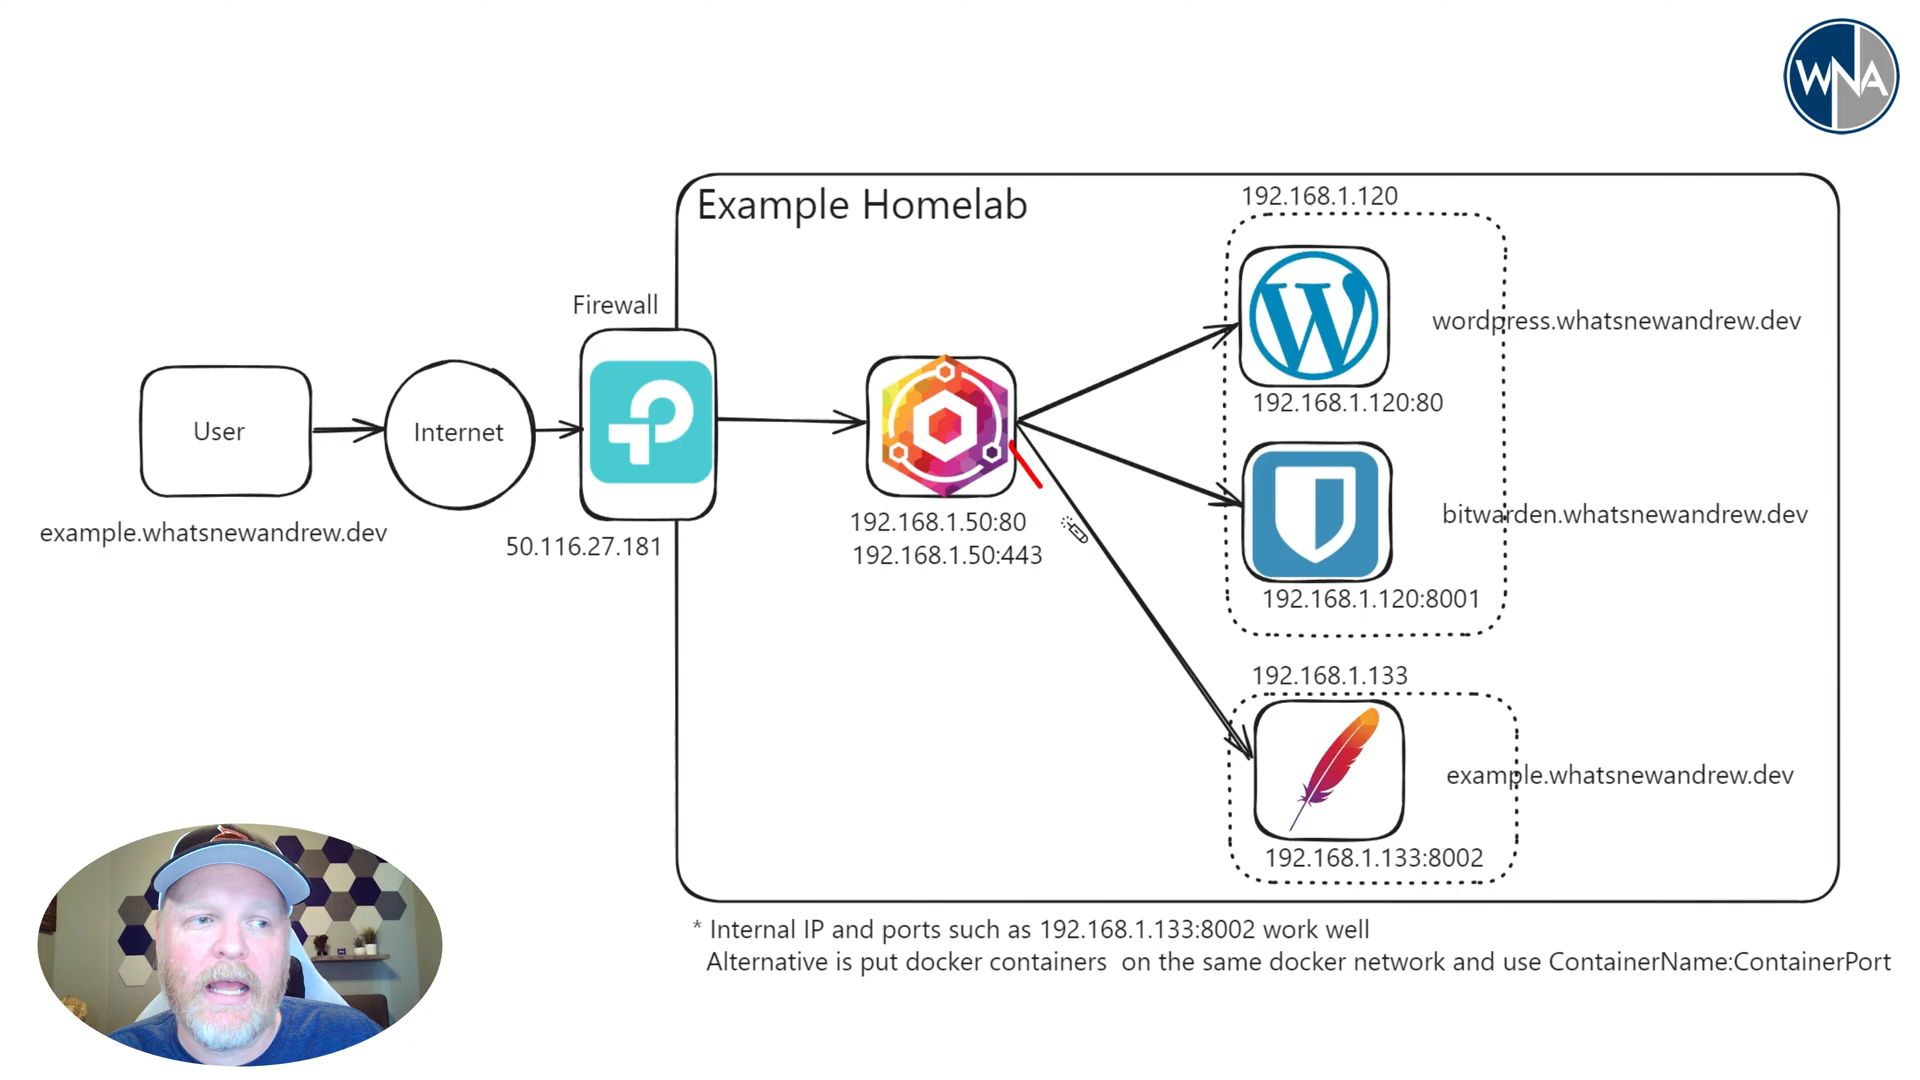 WNA
Example Homelab
192.168.1.120
Firewall
wordpress.whatsnewandrew.dev
192.168.1.120:80
User
Internet
example.whatsnewandrew.dev
50.116.27.181
192.168.1.50:80
192.168.1.50:443
bitwarden.whatsnewandrew.dev
192.168.1.120:8001
192.168.1.133
example.whatsnewandrew.dev
192.168.1.133:8002
* Internal IP and ports such as 192.168.1.133:8002 work well
Alternative is put docker containers on the same docker network and use ContainerName:ContainerPort